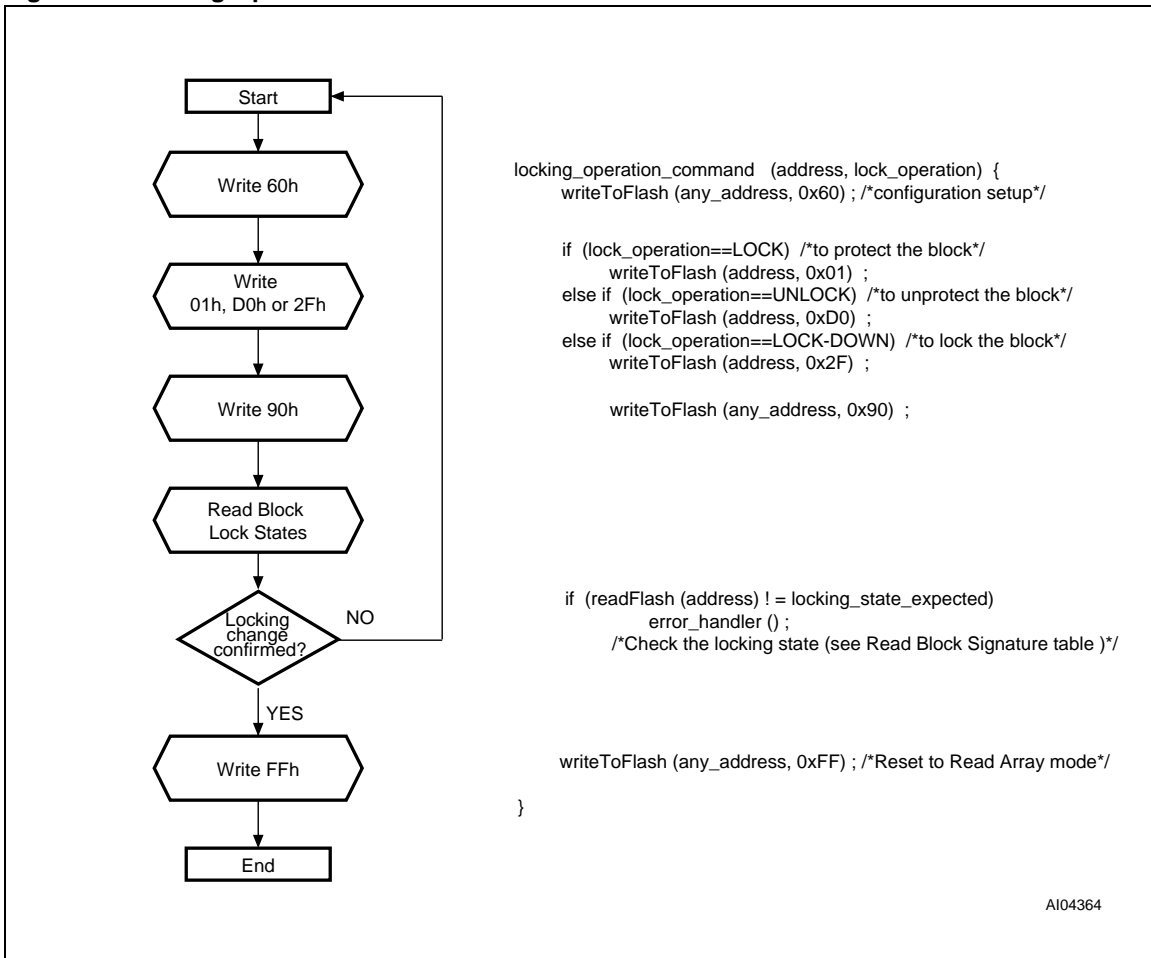 Start
Write 60h
Write
01h, D0h or 2Fh
Write 90h
Read Block
Lock States
Locking
change
confirmed?
NO
YES
Write FFh
End
locking_operation_command (address, lock_operation) {
writeToFlash (any_address, 0x60) ; /*configuration setup*/
if (lock_operation==LOCK) /*to protect the block*/
writeToFlash (address, 0x01) ;
else if (lock_operation==UNLOCK) /*to unprotect the block*/
writeToFlash (address, 0xD0) ;
else if (lock_operation==LOCK-DOWN) /*to lock the block*/
writeToFlash (address, 0x2F) ;
writeToFlash (any_address, 0x90) ;
if (readFlash (address) ! = locking_state_expected)
error_handler () ;
/*Check the locking state (see Read Block Signature table )*/
writeToFlash (any_address, 0xFF) ; /*Reset to Read Array mode*/
}
AI04364